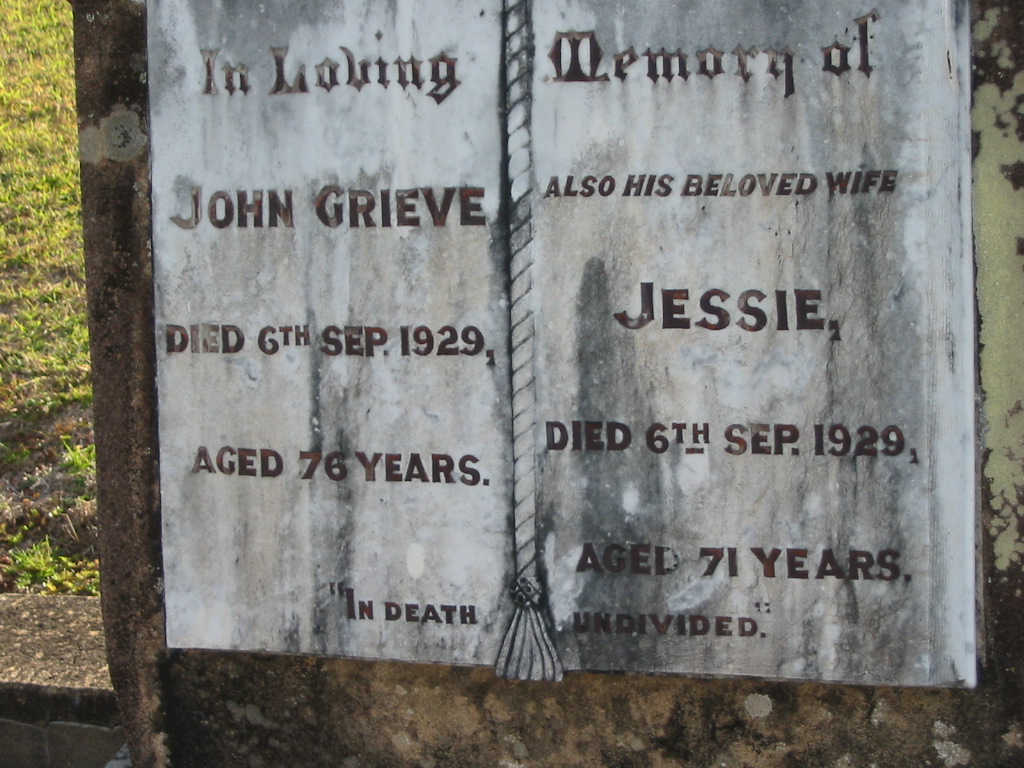 In Loving Memory of
JOHN GRIEVE
DIED 6TH SEP. 1929,
AGED 76 YEARS.
ALSO HIS BELOVED WIFE
JESSIE,
DIED 6TH SEP. 1929,
AGED 71 YEARS.
"IN DEATH UNDIVIDED."